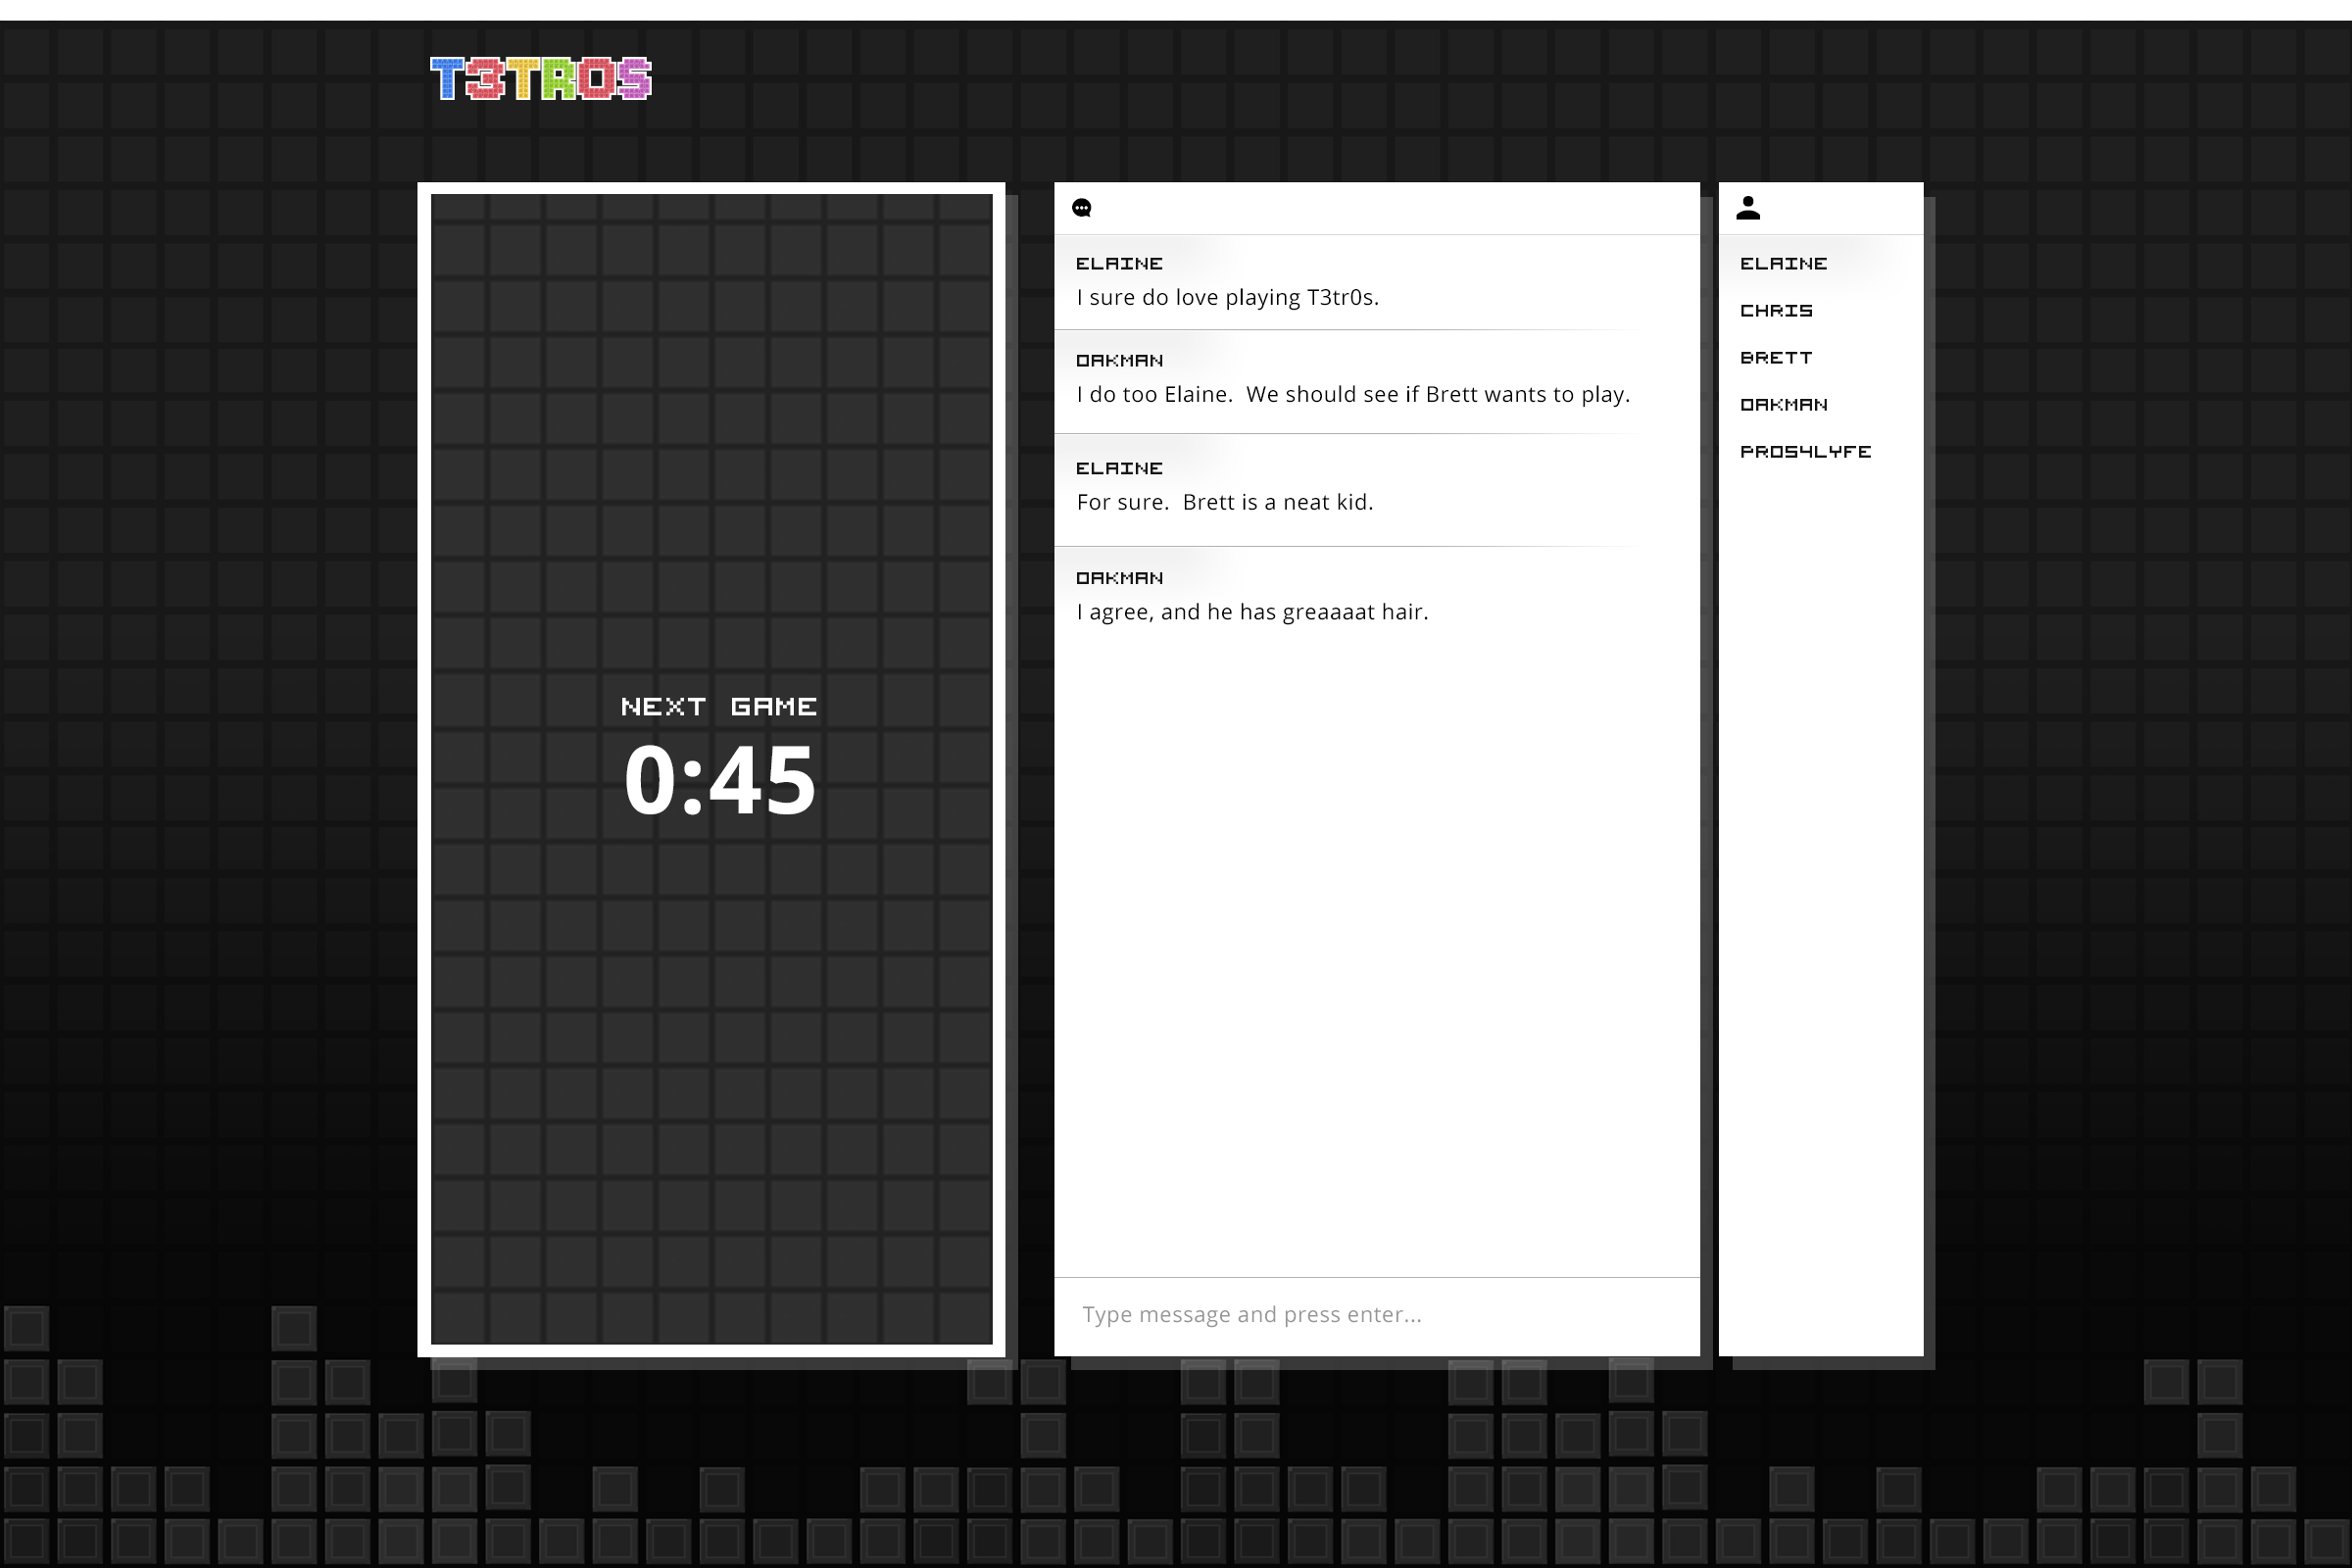 T3TROS
NEXT GAME
0:45
ELAINE
I sure do love playing T3tr0s.
OAKMAN
I do too Elaine.  We should see if Brett wants to play.
ELAINE
For sure.  Brett is a neat kid.
OAKMAN
I agree, and he has greaaaat hair.
Type message and press enter...
ELAINE
CHRIS
BRETT
OAKMAN
PROS4LYFE